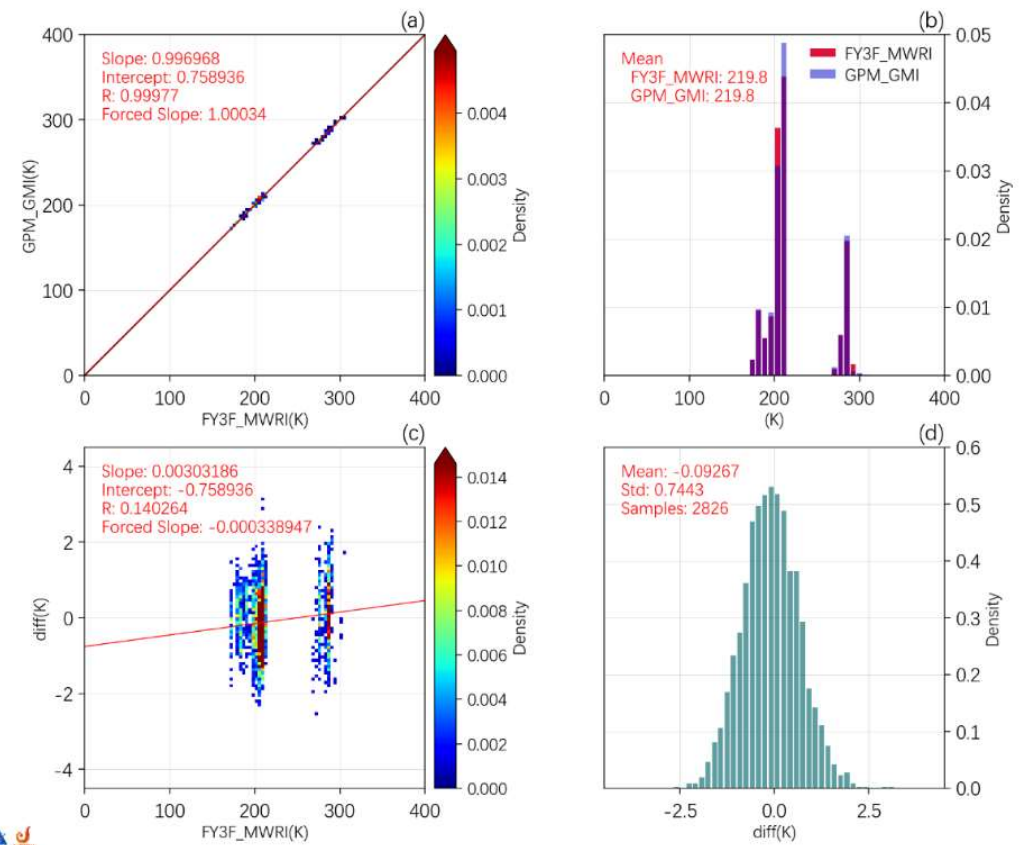 (a)
400
300
200
100
0
GPM_GMI(K)
Slope: 0.996968
Intercept: 0.758936
R: 0.99977
Forced Slope: 1.00034
0 100 200 300 400
FY3F_MWRI(K)
0.004
0.003
0.002
0.001
0.000
Density
(b)
Mean
FY3F_MWRI: 219.8
GPM_GMI: 219.8
FY3F_MWRI
GPM_GMI
0.05
0.04
0.03
0.02
0.01
0.00
Density
0 100 200 300 400
(K)
(c)
4
2
0
-2
-4
diff(K)
Slope: 0.00303186
Intercept: -0.758936
R: 0.140264
Forced Slope: -0.000338947
0 100 200 300 400
FY3F_MWRI(K)
0.014
0.012
0.010
0.008
0.006
0.004
0.002
0.000
Density
(d)
Mean: -0.09267
Std: 0.7443
Samples: 2826
0.6
0.5
0.4
0.3
0.2
0.1
0.0
Density
-2.5 0.0 2.5
diff(K)